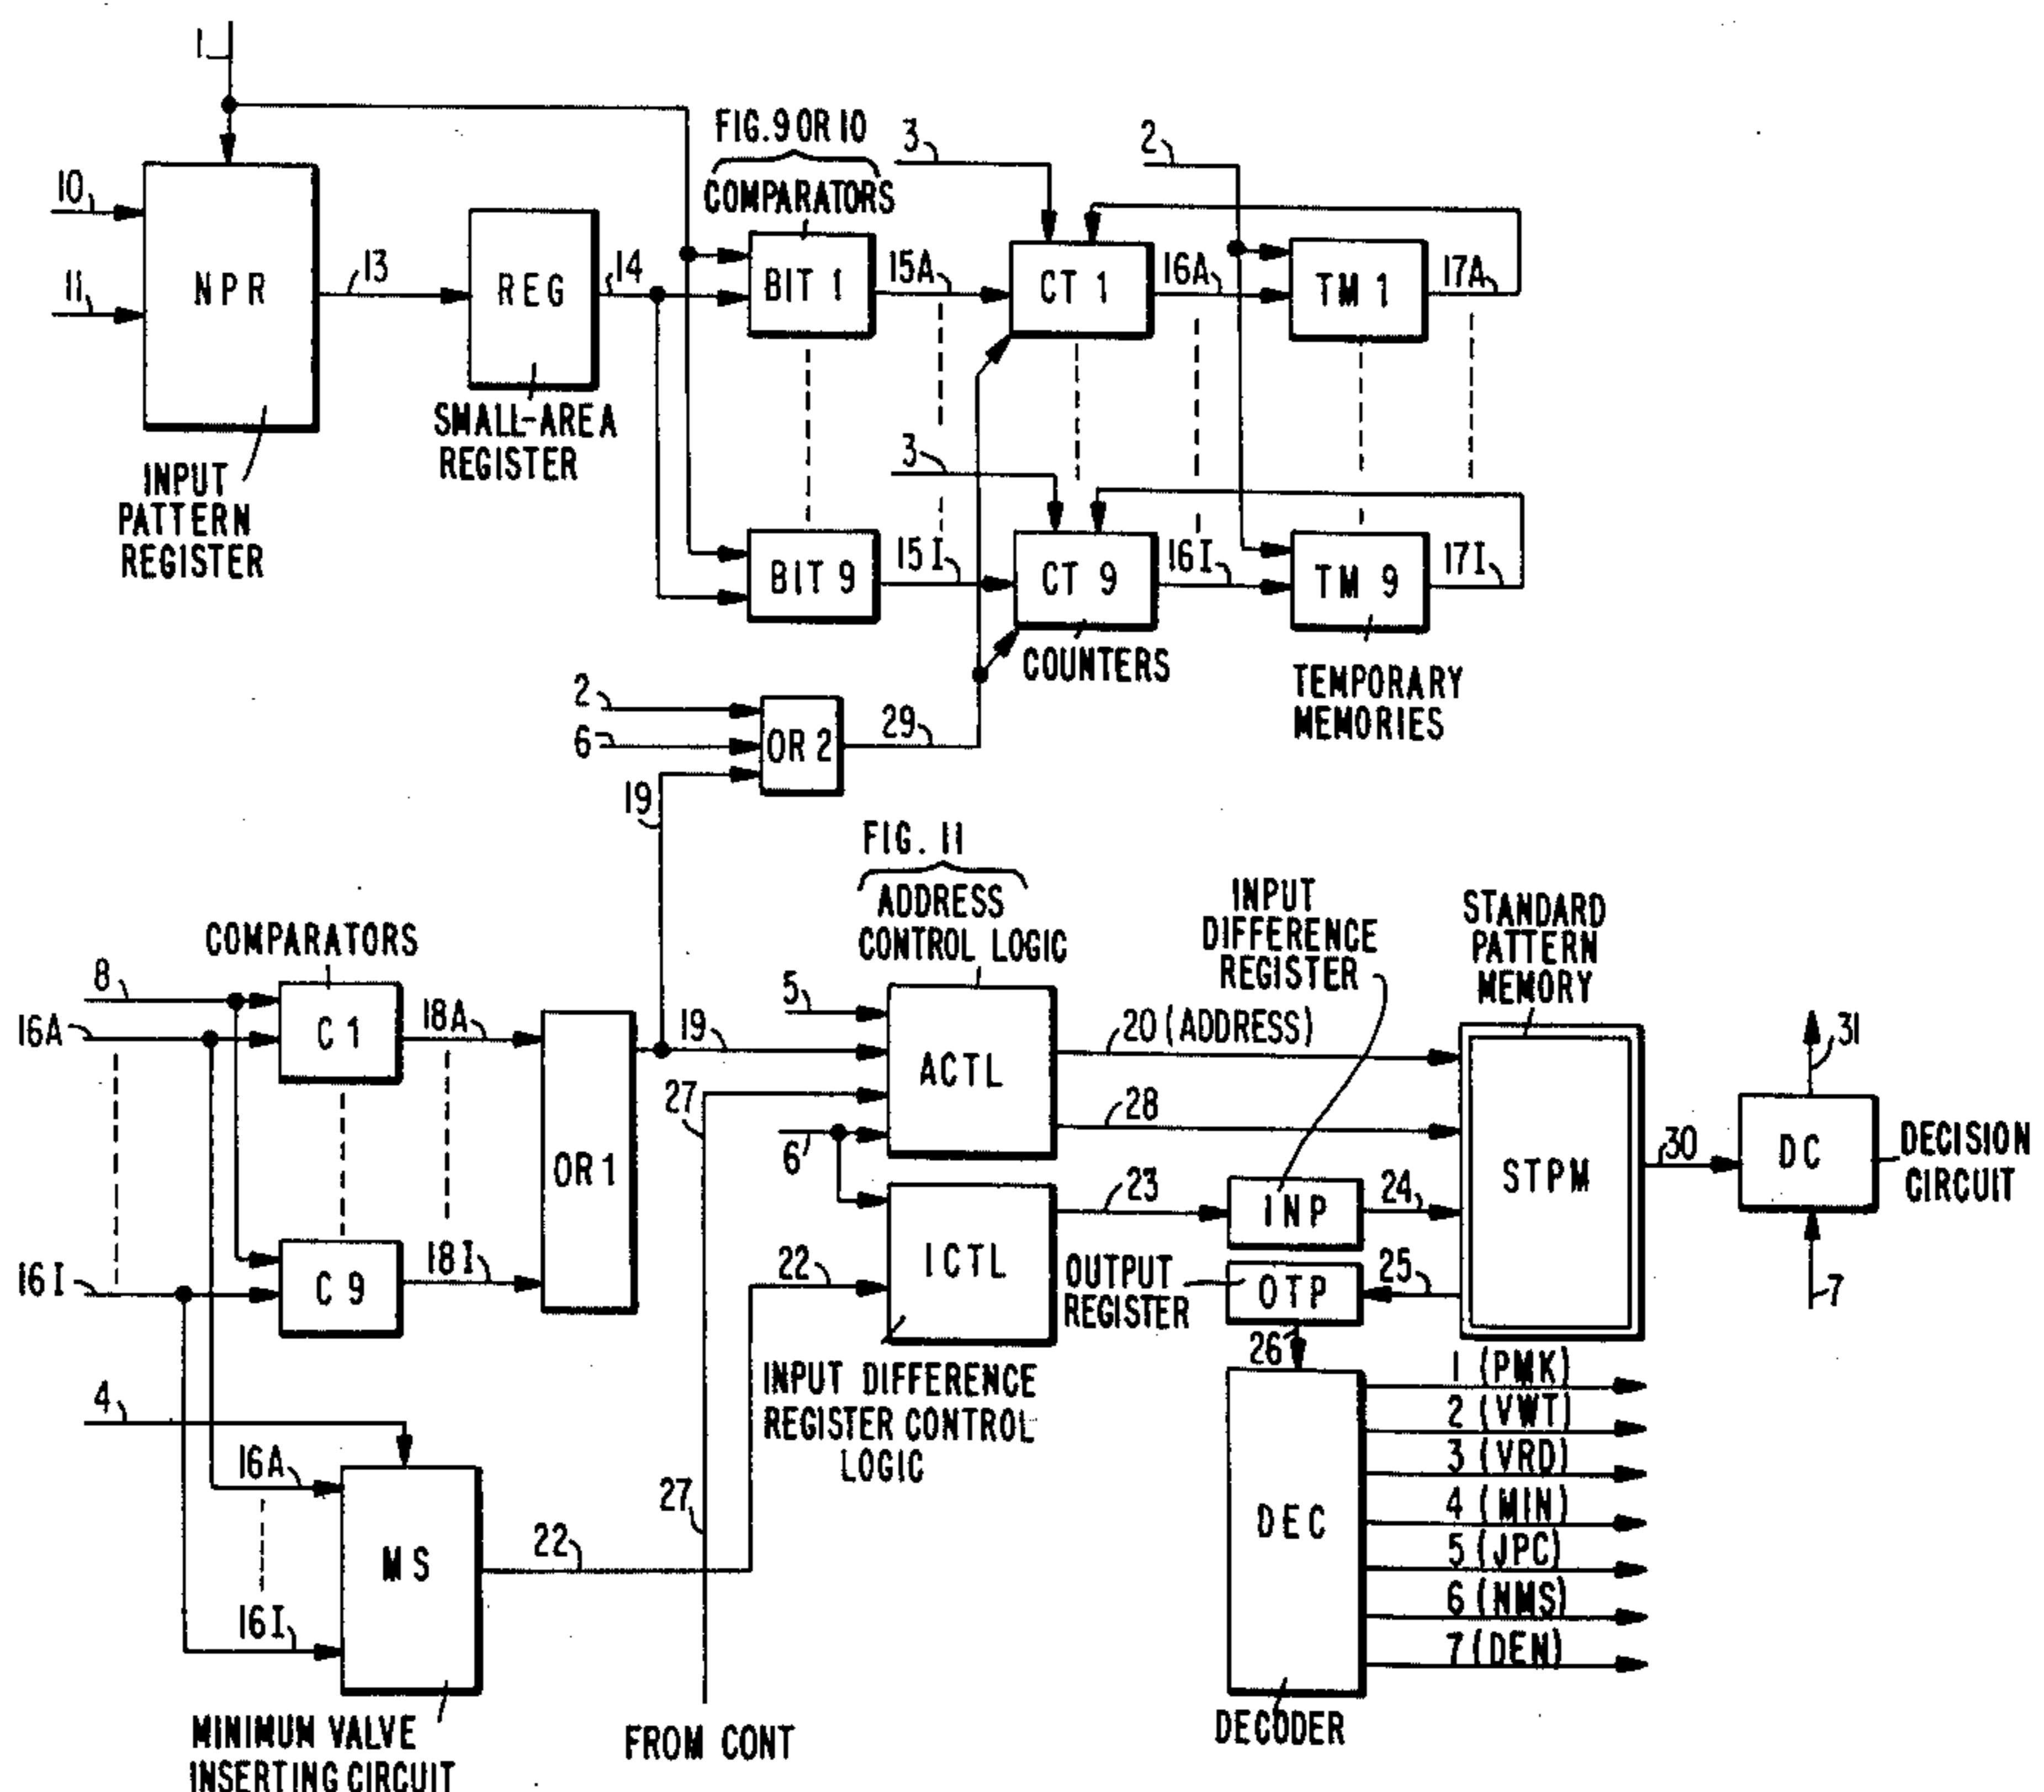 1
FIG. 9 OR 10
COMPARATORS
3
2
10
11
NPR
13
REG
14
BIT 1
15A
CT 1
16A
TM 1
17A
SMALL-AREA
REGISTER
INPUT
PATTERN
REGISTER
3
BIT 9
15I
CT 9
16I
TM 9
17I
COUNTERS
TEMPORARY
MEMORIES
2
6
OR 2
29
19
FIG. 11
ADDRESS
CONTROL LOGIC
INPUT
DIFFERENCE
REGISTER
STANDARD
PATTERN
MEMORY
COMPARATORS
8
16A
C 1
18A
OR 1
19
5
27
6
ACTL
20 (ADDRESS)
28
STPM
30
31
DC
DECISION
CIRCUIT
7
16I
C 9
18I
22
ICTL
23
INP
24
OUTPUT
REGISTER
OTP
25
26
INPUT DIFFERENCE
REGISTER CONTROL
LOGIC
4
16A
16I
MS
22
27
DEC
1 (PMK)
2 (VWT)
3 (VRD)
4 (MIN)
5 (JPC)
6 (NMS)
7 (DEN)
MINIMUM VALVE
INSERTING CIRCUIT
FROM CONT
DECODER